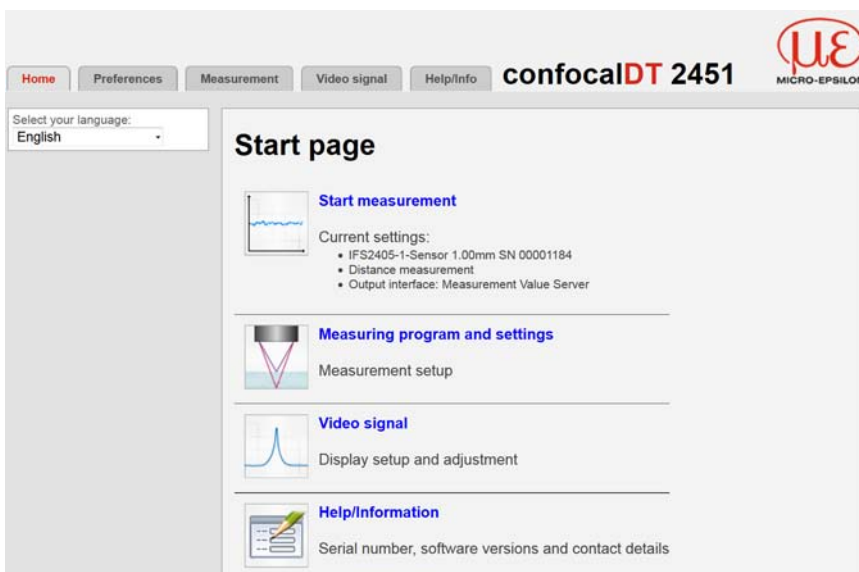 Home
Preferences
Measurement
Video signal
Help/Info
confocalDT 2451
µε
MICRO-EPSILON
Select your language:
English
Start page
Start measurement
Current settings:
• IFS2405-1-Sensor 1.00mm SN 00001184
• Distance measurement
• Output interface: Measurement Value Server
Measuring program and settings
Measurement setup
Video signal
Display setup and adjustment
Help/Information
Serial number, software versions and contact details